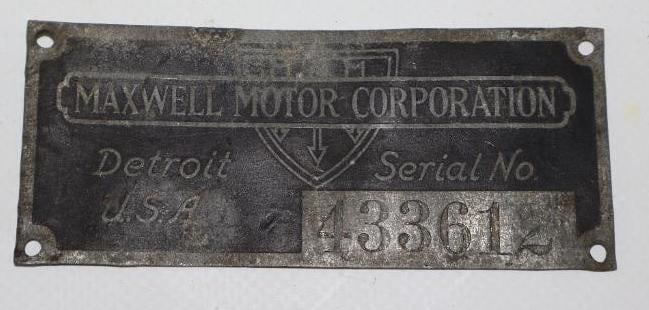 MAXWELL MOTOR CORPORATION
Detroit
Serial No.
U.S.A.
433612